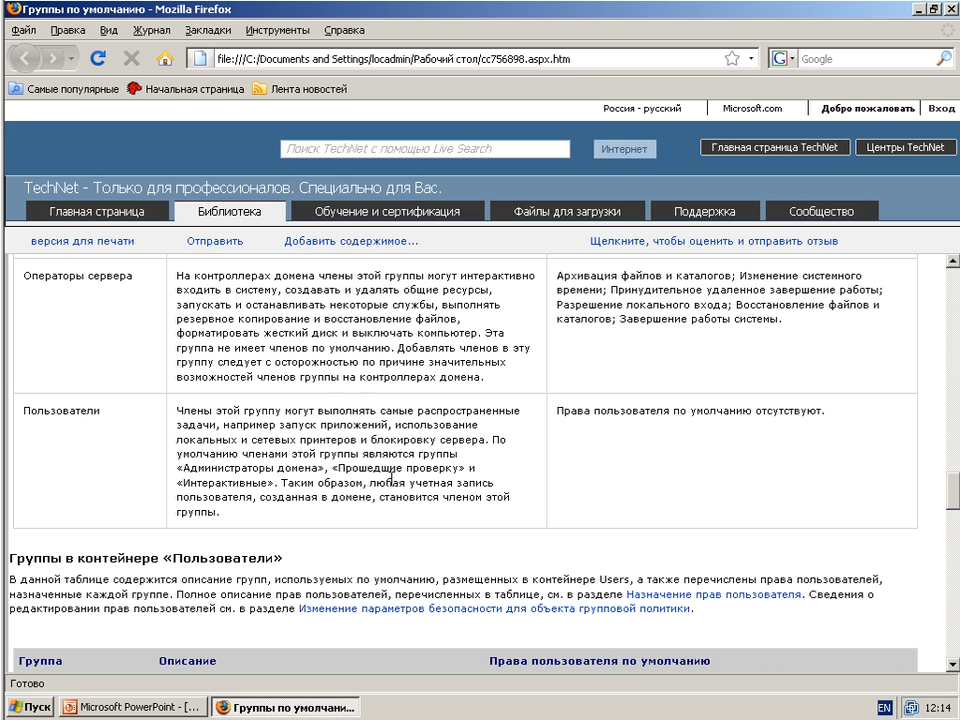 Группы по умолчанию - Mozilla Firefox
Файл Правка Вид Журнал Закладки Инструменты Справка
file:///C:/Documents and Settings/locadmin/Рабочий стол/cc756898.aspx.htm
Google
Самые популярные Начальная страница Лента новостей
Россия - русский Microsoft.com Добро пожаловать Вход
Поиск TechNet с помощью Live Search Интернет Главная страница TechNet Центры TechNet
TechNet - Только для профессионалов. Специально для Вас.
Главная страница Библиотека Обучение и сертификация Файлы для загрузки Поддержка Сообщество
версия для печати Отправить Добавить содержимое... Щелкните, чтобы оценить и отправить отзыв
Операторы сервера
На контроллерах домена члены этой группы могут интерактивно
входить в систему, создавать и удалять общие ресурсы,
запускать и останавливать некоторые службы, выполнять
резервное копирование и восстановление файлов,
форматировать жесткий диск и выключать компьютер. Эта
группа не имеет членов по умолчанию. Добавлять членов в эту
группу следует с осторожностью по причине значительных
возможностей членов группы на контроллерах домена.
Архивация файлов и каталогов; Изменение системного
времени; Принудительное удаленное завершение работы;
Разрешение локального входа; Восстановление файлов и
каталогов; Завершение работы системы.
Пользователи
Члены этой группу могут выполнять самые распространенные
задачи, например запуск приложений, использование
локальных и сетевых принтеров и блокировку сервера. По
умолчанию членами этой группы являются группы
«Администраторы домена», «Прошедшие проверку» и
«Интерактивные». Таким образом, любая учетная запись
пользователя, созданная в домене, становится членом этой
группы.
Права пользователя по умолчанию отсутствуют.
Группы в контейнере «Пользователи»
В данной таблице содержится описание групп, используемых по умолчанию, размещенных в контейнере Users, а также перечислены права пользователей,
назначенные каждой группе. Полное описание прав пользователей, перечисленных в таблице, см. в разделе Назначение прав пользователя. Сведения о
редактировании прав пользователей см. в разделе Изменение параметров безопасности для объекта групповой политики.
Группа Описание Права пользователя по умолчанию
Готово
Пуск Microsoft PowerPoint - [... Группы по умолчани... EN 12:14